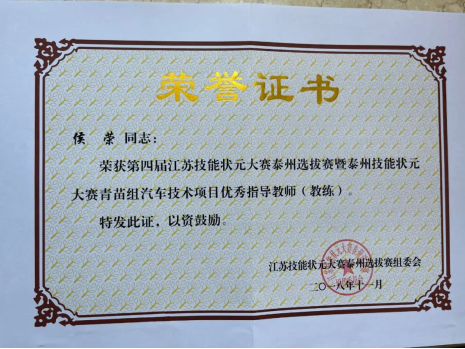 荣誉证书
侯 荣 同志：
荣获第四届江苏技能状元大赛泰州选拔赛暨泰州技能状元
大赛青苗组汽车技术项目优秀指导教师（教练）。
特发此证，以资鼓励。
江苏技能状元大赛泰州选拔赛组委会
二〇一八年十一月